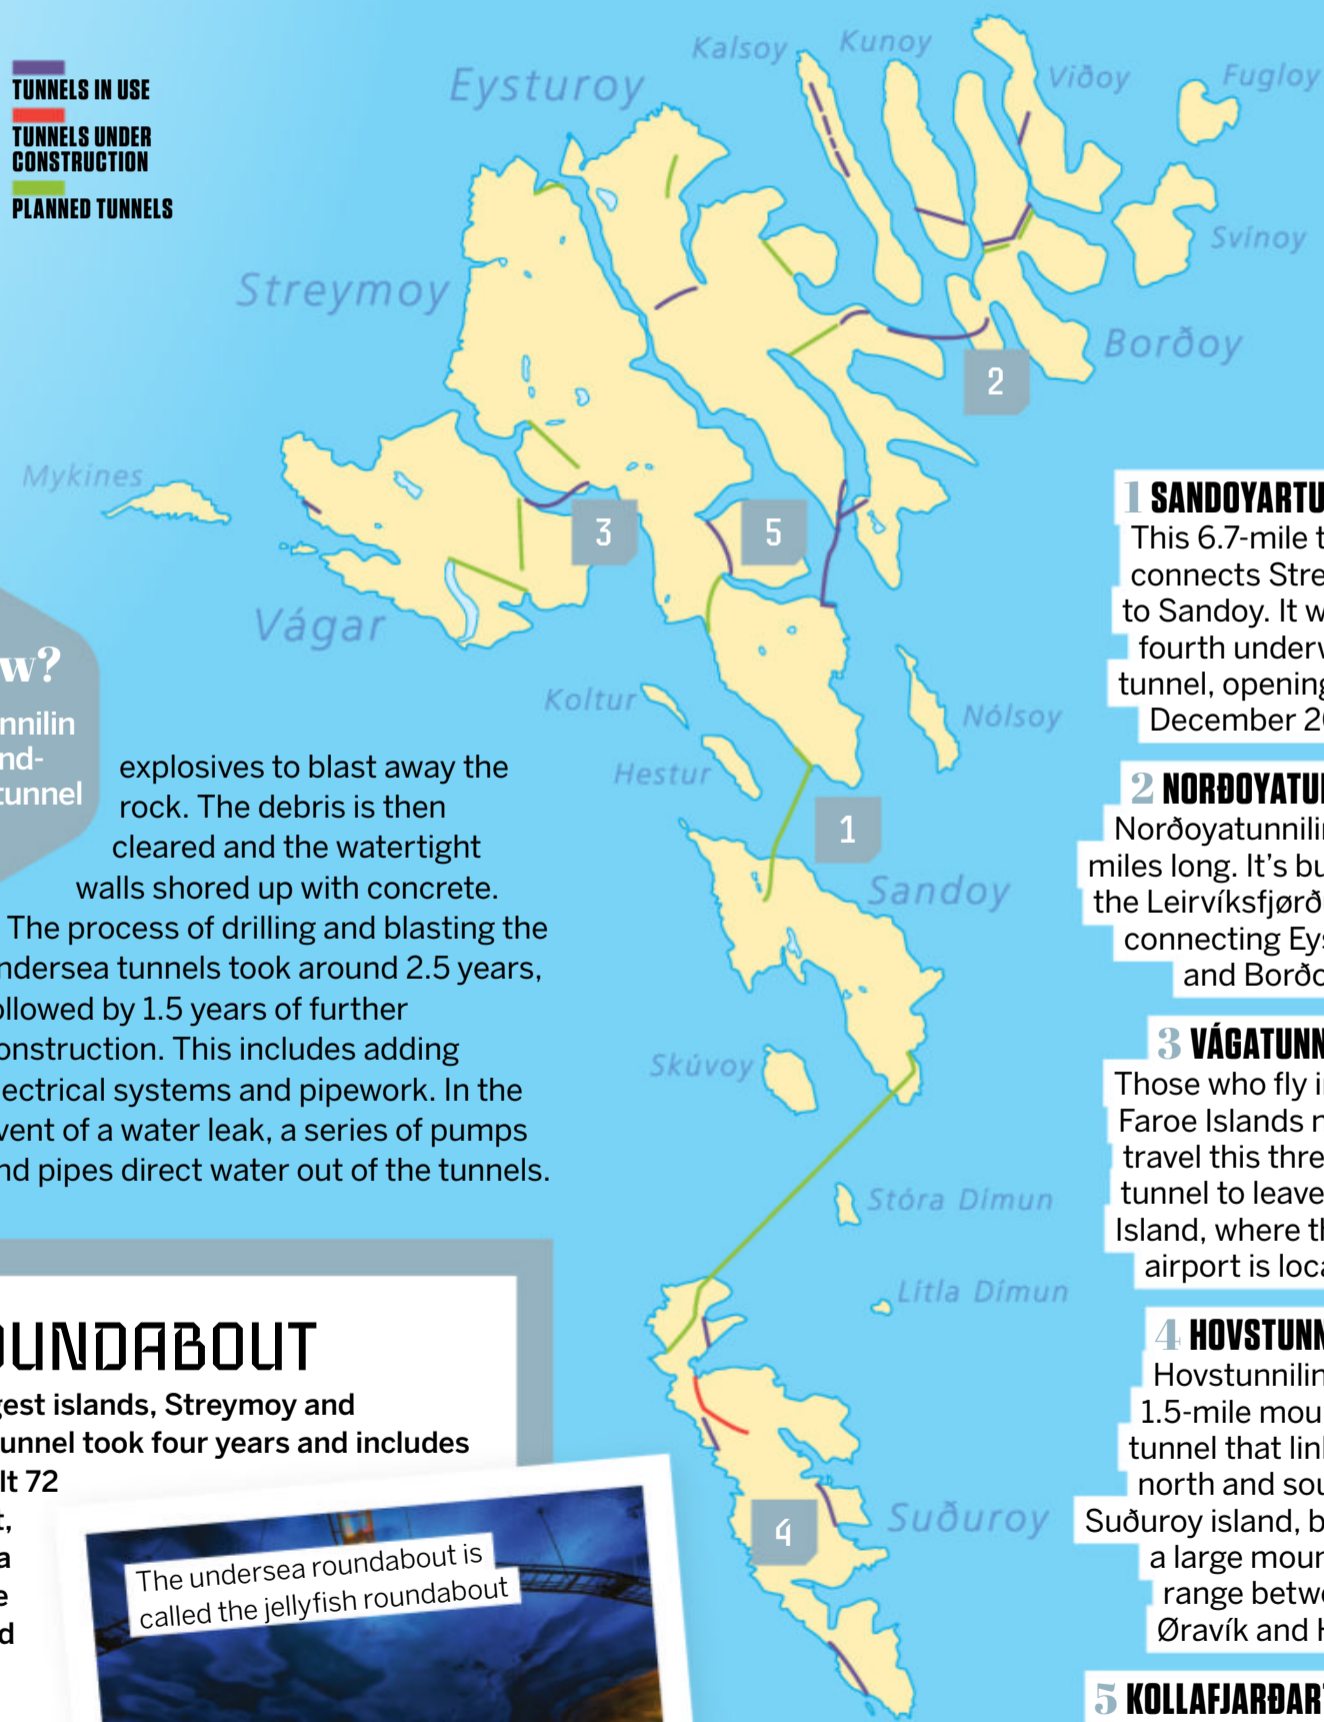 TUNNELS IN USE
TUNNELS UNDER
CONSTRUCTION
PLANNED TUNNELS
Kalsoy
Kunoy
Viðoy
Fugloy
Eysturoy
Svínoy
Streymoy
Borðoy
2
Mykines
3
5
Vágar
Koltur
Nólsoy
Hestur
1
Sandoy
Skúvoy
Stóra Dímun
Lítla Dímun
Suðuroy
4
w?
nnilin
nd-
tunnel
explosives to blast away the
rock. The debris is then
cleared and the watertight
walls shored up with concrete.
The process of drilling and blasting the
ndersea tunnels took around 2.5 years,
ollowed by 1.5 years of further
onstruction. This includes adding
lectrical systems and pipework. In the
vent of a water leak, a series of pumps
nd pipes direct water out of the tunnels.
OUNDABOUT
gest islands, Streymoy and
unnel took four years and includes
lt 72
t,
a
e
d
The undersea roundabout is
called the jellyfish roundabout
1 SANDOYARTU
This 6.7-mile t
connects Stre
to Sandoy. It w
fourth underv
tunnel, opening
December 20
2 NORÐOYATU
Norðoyatunnilin
miles long. It's bu
the Leirvíksfjørð
connecting Eys
and Borðo
3 VÁGATUNN
Those who fly i
Faroe Islands n
travel this thre
tunnel to leave
Island, where th
airport is loca
4 HOVSTUNN
Hovstunnilin
1.5-mile mou
tunnel that lin
north and sou
Suðuroy island, b
a large moun
range betwe
Øravík and H
5 KOLLAFJARÐAR